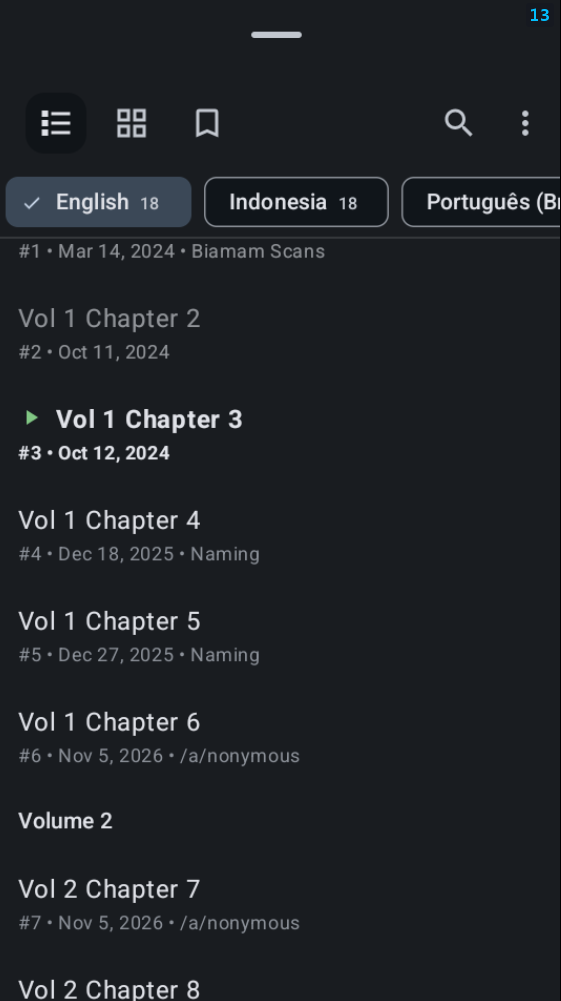 13
English 18
Indonesia 18
Português (B
#1 • Mar 14, 2024 • Biamam Scans
Vol 1 Chapter 2
#2 • Oct 11, 2024
Vol 1 Chapter 3
#3 • Oct 12, 2024
Vol 1 Chapter 4
#4 • Dec 18, 2025 • Naming
Vol 1 Chapter 5
#5 • Dec 27, 2025 • Naming
Vol 1 Chapter 6
#6 • Nov 5, 2026 • /a/nonymous
Volume 2
Vol 2 Chapter 7
#7 • Nov 5, 2026 • /a/nonymous
Vol 2 Chapter 8